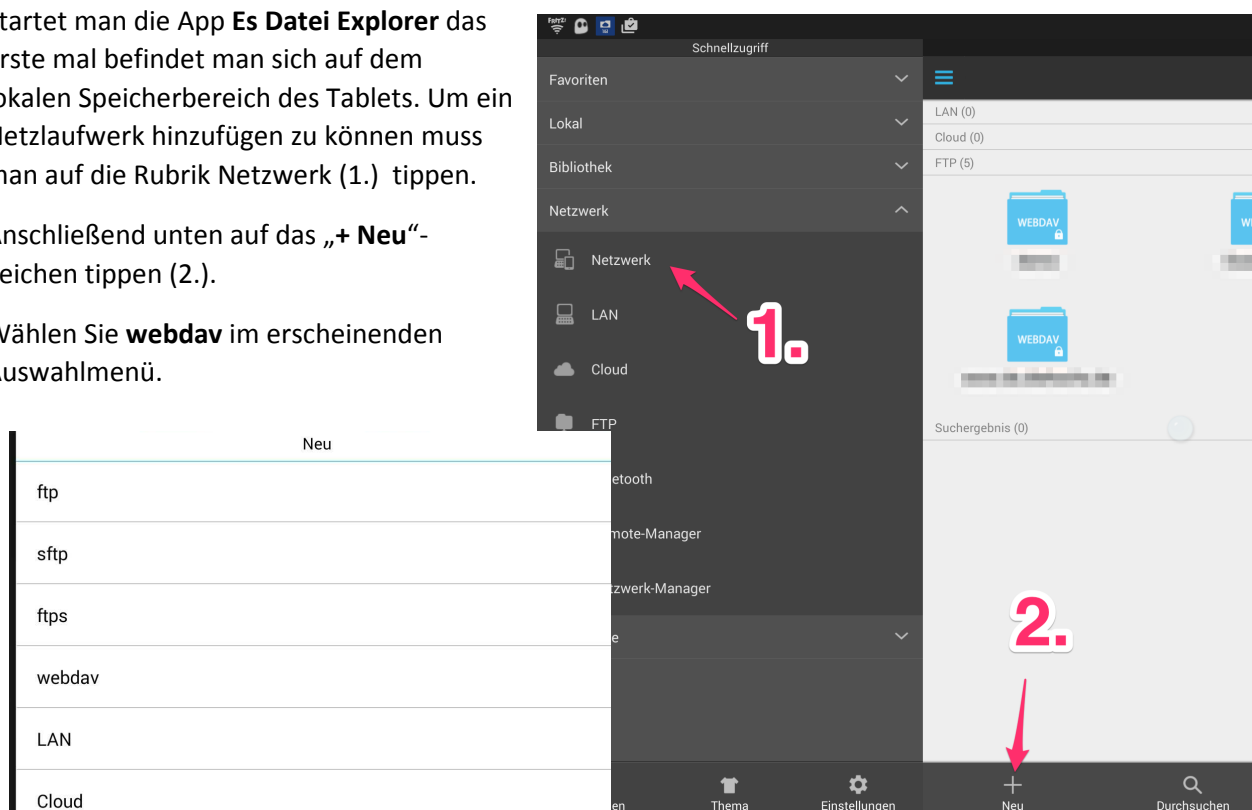 tartet man die App Es Datei Explorer das
rste mal befindet man sich auf dem
okalen Speicherbereich des Tablets. Um ein
Netzlaufwerk hinzufügen zu können muss
man auf die Rubrik Netzwerk (1.) tippen.
Anschließend unten auf das „+ Neu“-
eichen tippen (2.).
Wählen Sie webdav im erscheinenden
Auswahlmenü.
Neu
ftp
sftp
ftps
webdav
LAN
Cloud
Schnellzugriff
Favoriten
Lokal
Bibliothek
Netzwerk
Netzwerk
LAN
Cloud
FTP
etooth
mote-Manager
tzwerk-Manager
e
en
Thema
Einstellungen
1.
LAN (0)
Cloud (0)
FTP (5)
WEBDAV
WE
WEBDAV
Suchergebnis (0)
2.
Neu
Durchsuchen